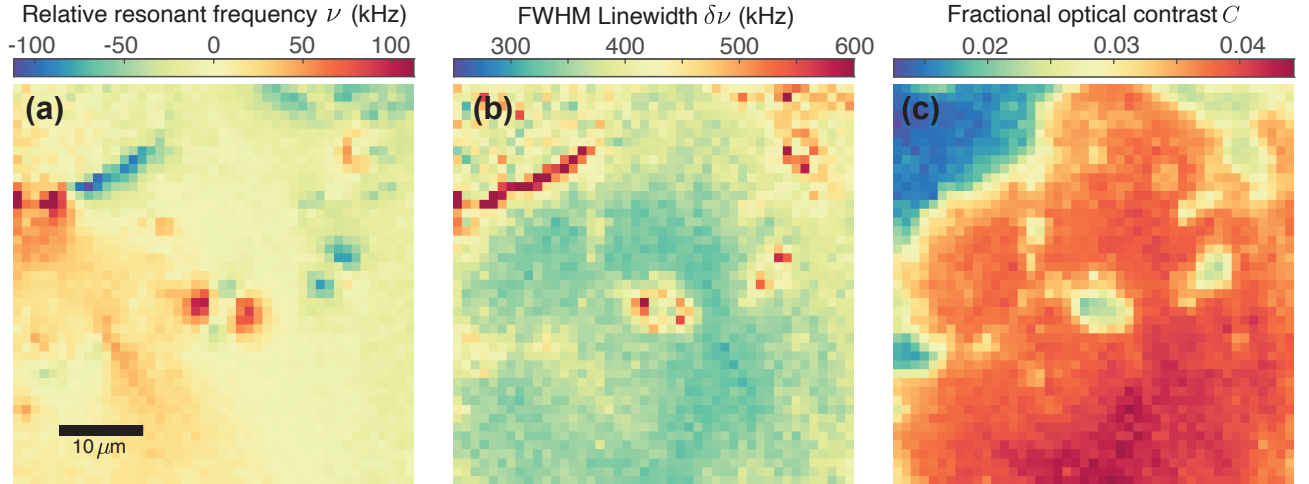 Relative resonant frequency ν (kHz)
-100 -50 0 50 100
(a)
10 μm
FWHM Linewidth δν (kHz)
300 400 500 600
(b)
Fractional optical contrast C
0.02 0.03 0.04
(c)